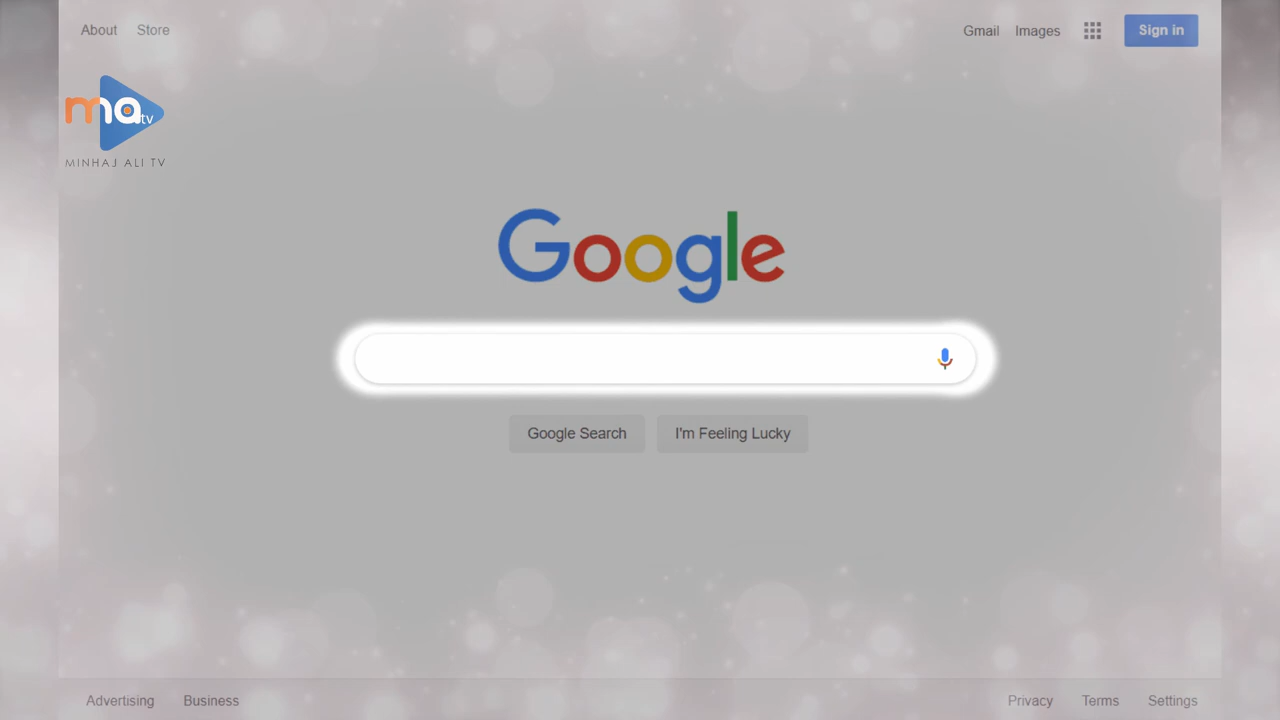 About Store
Gmail Images Sign in
ma tv
MINHAJ ALI TV
Google
Google Search I'm Feeling Lucky
Advertising Business
Privacy Terms Settings